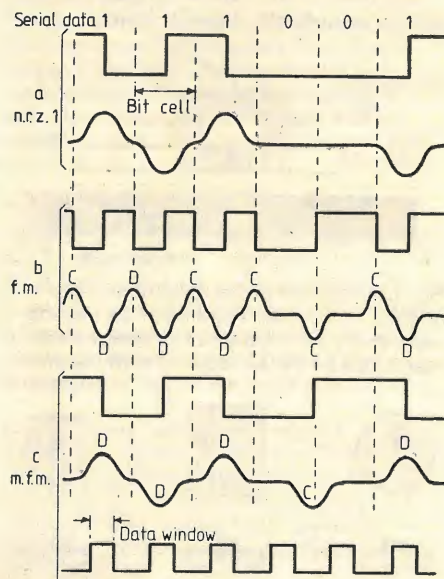 Serial data 1 1 1 0 0 1
a
n.r.z.1
Bit cell
b
f.m.
C D C C C
D D D C D
c
m.f.m.
D D D
D C
Data window